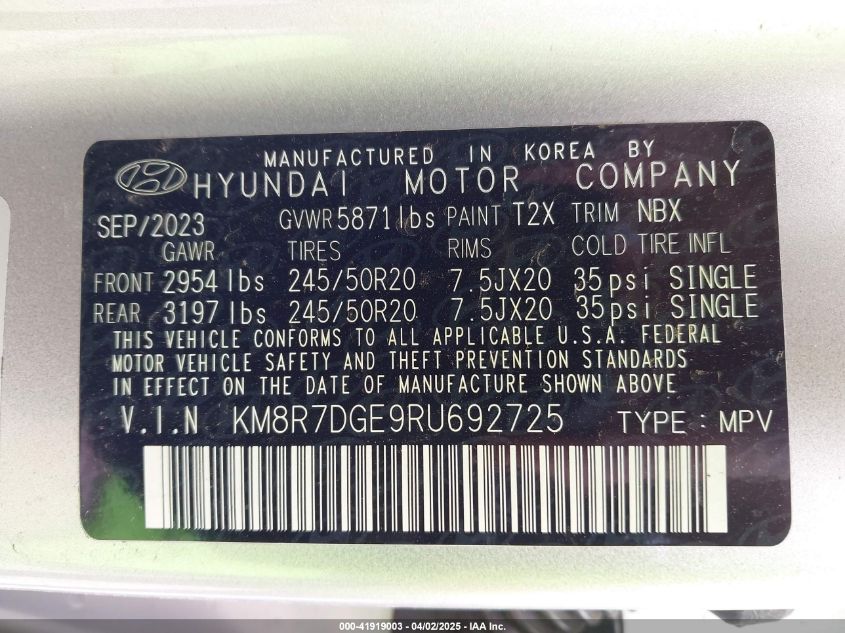 MANUFACTURED IN KOREA BY
HYUNDAI MOTOR COMPANY
SEP/2023 GVWR 5871 lbs PAINT T2X TRIM NBX
GAWR TIRES RIMS COLD TIRE INFL
FRONT 2954 lbs 245/50R20 7.5JX20 35psi SINGLE
REAR 3197 lbs 245/50R20 7.5JX20 35psi SINGLE
THIS VEHICLE CONFORMS TO ALL APPLICABLE U.S.A. FEDERAL
MOTOR VEHICLE SAFETY AND THEFT PREVENTION STANDARDS
IN EFFECT ON THE DATE OF MANUFACTURE SHOWN ABOVE
V.I.N KM8R7DGE9RU692725 TYPE : MPV
000-41919003 - 04/02/2025 - IAA Inc.